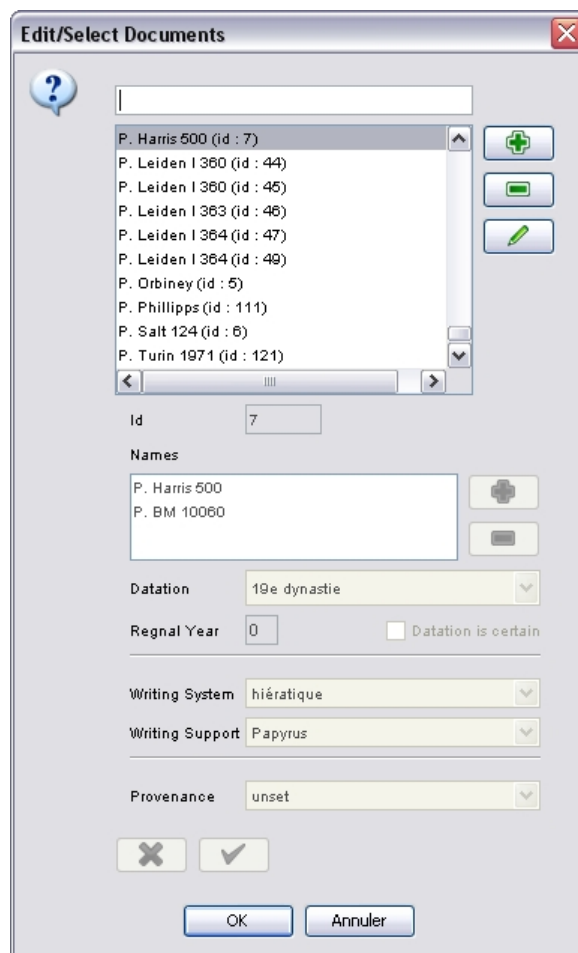 Edit/Select Documents
P. Harris 500 (id : 7)
P. Leiden I 360 (id : 44)
P. Leiden I 360 (id : 45)
P. Leiden I 363 (id : 46)
P. Leiden I 364 (id : 47)
P. Leiden I 364 (id : 49)
P. Orbiney (id : 5)
P. Phillipps (id : 111)
P. Salt 124 (id : 6)
P. Turin 1971 (id : 121)
Id 7
Names
P. Harris 500
P. BM 10060
Datation 19e dynastie
Regnal Year 0 Datation is certain
Writing System hiératique
Writing Support Papyrus
Provenance unset
OK Annuler